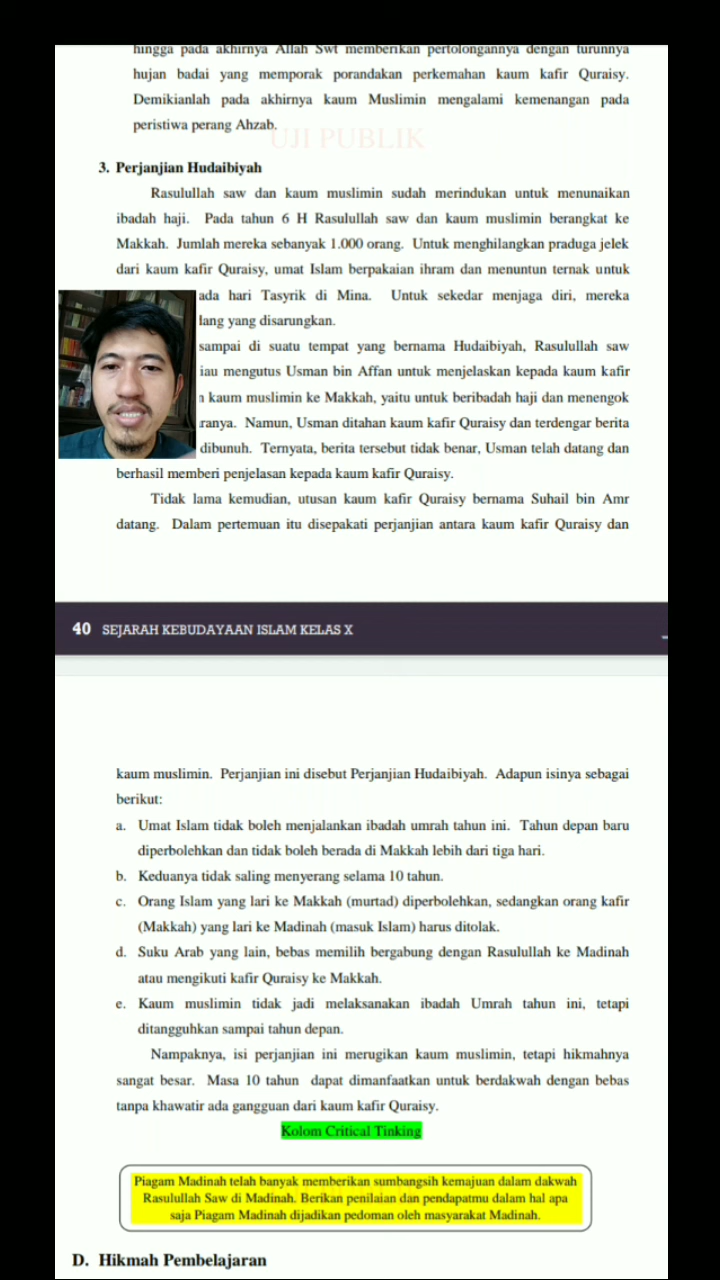 hingga pada akhirnya Allah Swt memberikan pertolongannya dengan turunnya
hujan badai yang memporak porandakan perkemahan kaum kafir Quraisy.
Demikianlah pada akhirnya kaum Muslimin mengalami kemenangan pada
peristiwa perang Ahzab.
UJI PUBLIK
3. Perjanjian Hudaibiyah
Rasulullah saw dan kaum muslimin sudah merindukan untuk menunaikan
ibadah haji. Pada tahun 6 H Rasulullah saw dan kaum muslimin berangkat ke
Makkah. Jumlah mereka sebanyak 1.000 orang. Untuk menghilangkan praduga jelek
dari kaum kafir Quraisy, umat Islam berpakaian ihram dan menuntun ternak untuk
ada hari Tasyrik di Mina. Untuk sekedar menjaga diri, mereka
lang yang disarungkan.
sampai di suatu tempat yang bernama Hudaibiyah, Rasulullah saw
iau mengutus Usman bin Affan untuk menjelaskan kepada kaum kafir
kaum muslimin ke Makkah, yaitu untuk beribadah haji dan menengok
ranya. Namun, Usman ditahan kaum kafir Quraisy dan terdengar berita
dibunuh. Ternyata, berita tersebut tidak benar, Usman telah datang dan
berhasil memberi penjelasan kepada kaum kafir Quraisy.
Tidak lama kemudian, utusan kaum kafir Quraisy bernama Suhail bin Amr
datang. Dalam pertemuan itu disepakati perjanjian antara kaum kafir Quraisy dan
40 SEJARAH KEBUDAYAAN ISLAM KELAS X
kaum muslimin. Perjanjian ini disebut Perjanjian Hudaibiyah. Adapun isinya sebagai
berikut:
a. Umat Islam tidak boleh menjalankan ibadah umrah tahun ini. Tahun depan baru
diperbolehkan dan tidak boleh berada di Makkah lebih dari tiga hari.
b. Keduanya tidak saling menyerang selama 10 tahun.
c. Orang Islam yang lari ke Makkah (murtad) diperbolehkan, sedangkan orang kafir
(Makkah) yang lari ke Madinah (masuk Islam) harus ditolak.
d. Suku Arab yang lain, bebas memilih bergabung dengan Rasulullah ke Madinah
atau mengikuti kafir Quraisy ke Makkah.
e. Kaum muslimin tidak jadi melaksanakan ibadah Umrah tahun ini, tetapi
ditangguhkan sampai tahun depan.
Nampaknya, isi perjanjian ini merugikan kaum muslimin, tetapi hikmahnya
sangat besar. Masa 10 tahun dapat dimanfaatkan untuk berdakwah dengan bebas
tanpa khawatir ada gangguan dari kaum kafir Quraisy.
Kolom Critical Tinking
Piagam Madinah telah banyak memberikan sumbangsih kemajuan dalam dakwah
Rasulullah Saw di Madinah. Berikan penilaian dan pendapatmu dalam hal apa
saja Piagam Madinah dijadikan pedoman oleh masyarakat Madinah.
D. Hikmah Pembelajaran